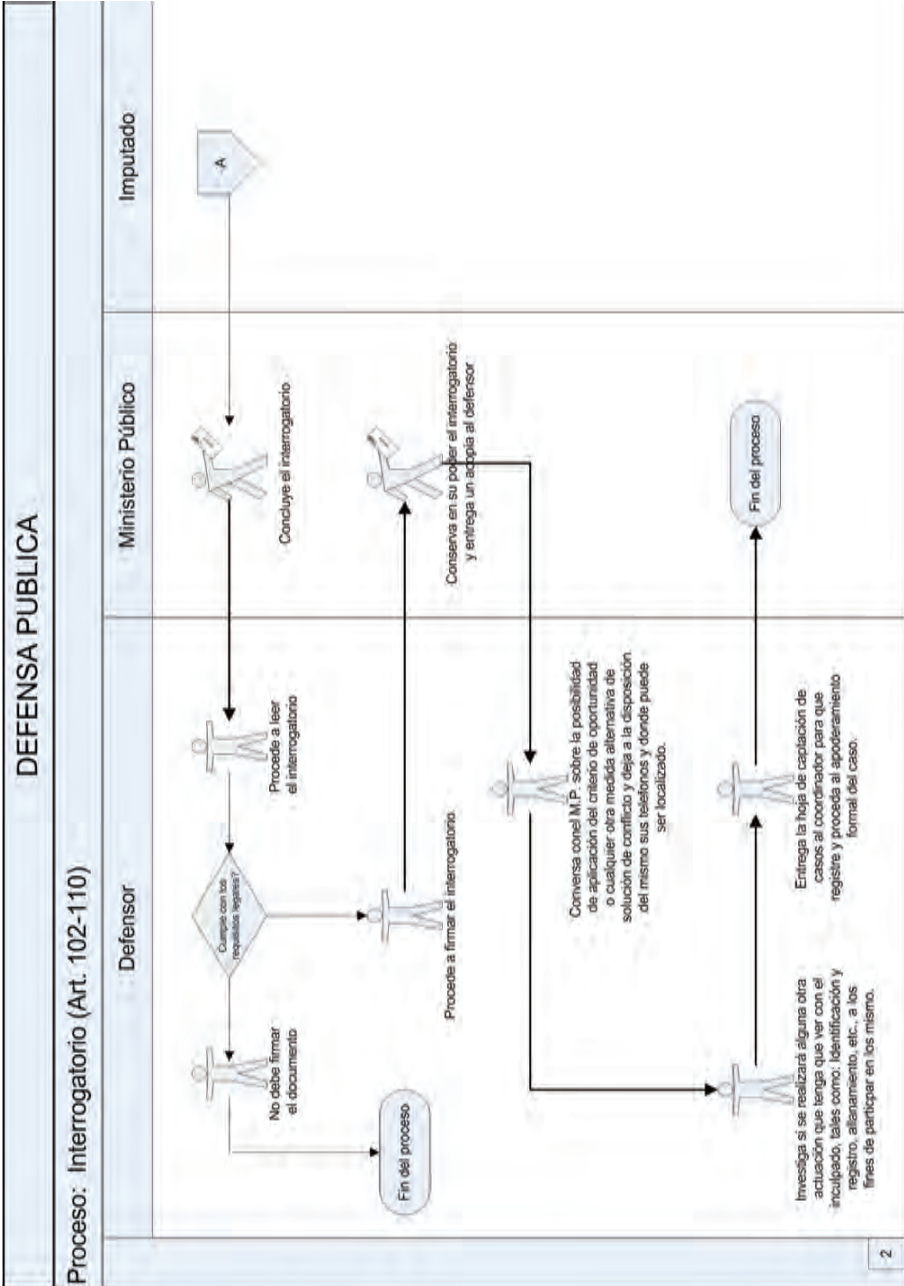 DEFENSA PUBLICA
Proceso: Interrogatorio (Art. 102-110)
Defensor
Ministerio Público
Imputado
A
Concluye el interrogatorio
Procede a leer
el interrogatorio
Cumple con los
requisitos legales?
No debe firmar
el documento
Fin del proceso
Procede a firmar el interrogatorio
Conserva en su poder el interrogatorio
y entrega un acopia al defensor
Conversa conel M.P. sobre la posibilidad
de aplicación del criterio de oportunidad
o cualquier otra medida alternativa de
solución de conflicto y deja a la disposición
del mismo sus telefonos y donde puede
ser localizado.
Investiga si se realizará alguna otra
actuación que tenga que ver con el
inculpado, tales como: Identificación y
registro, allanamiento, etc., a los
fines de particpar en los mismo.
Entrega la hoja de captación de
casos al coordinador para que
registre y proceda al apoderamiento
formal del caso.
Fin del proceso
2